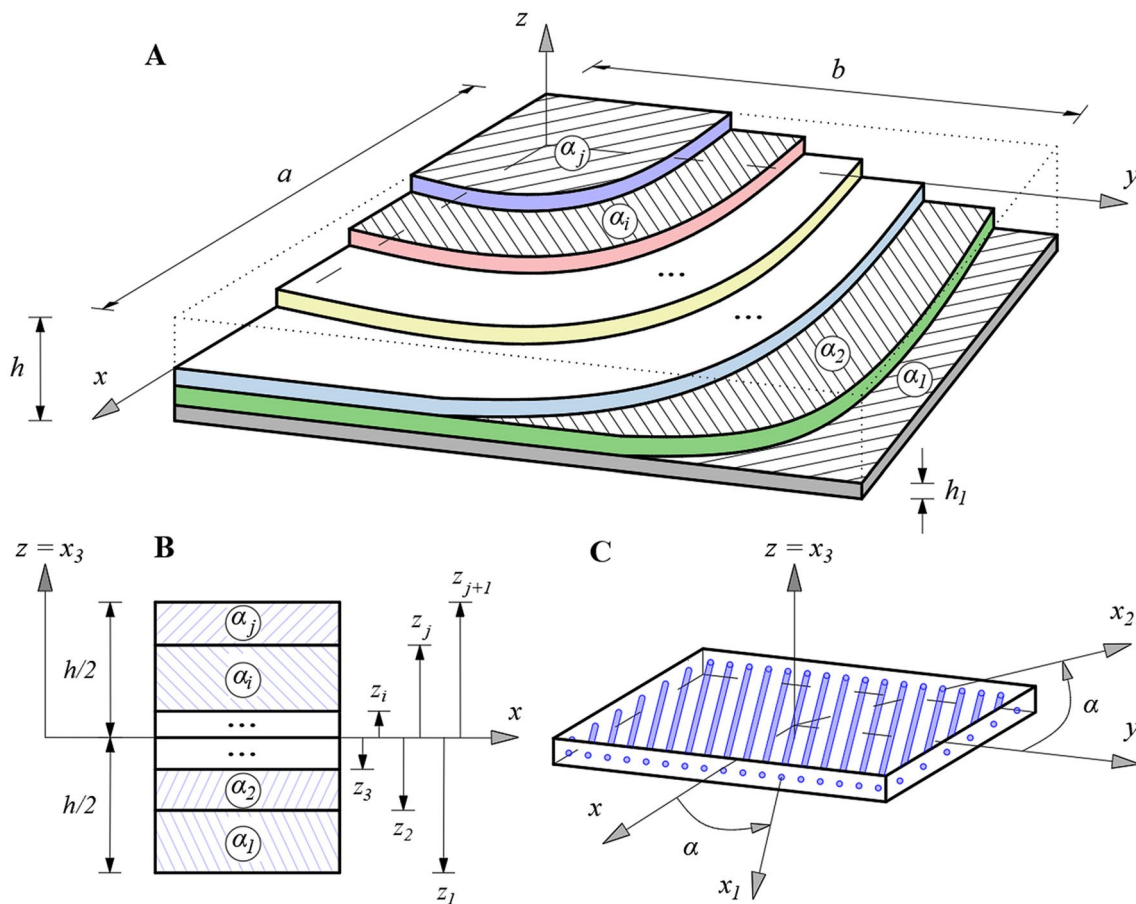 A
z
b
a
α_j
y
α_i
...
...
α_2
α_1
h
x
h_1
B
z = x_3
z_{j+1}
z_j
α_j
h/2
α_i
z_i
...
x
...
α_2
z_3
h/2
z_2
α_1
z_1
C
z = x_3
x_2
α
y
x
α
x_1